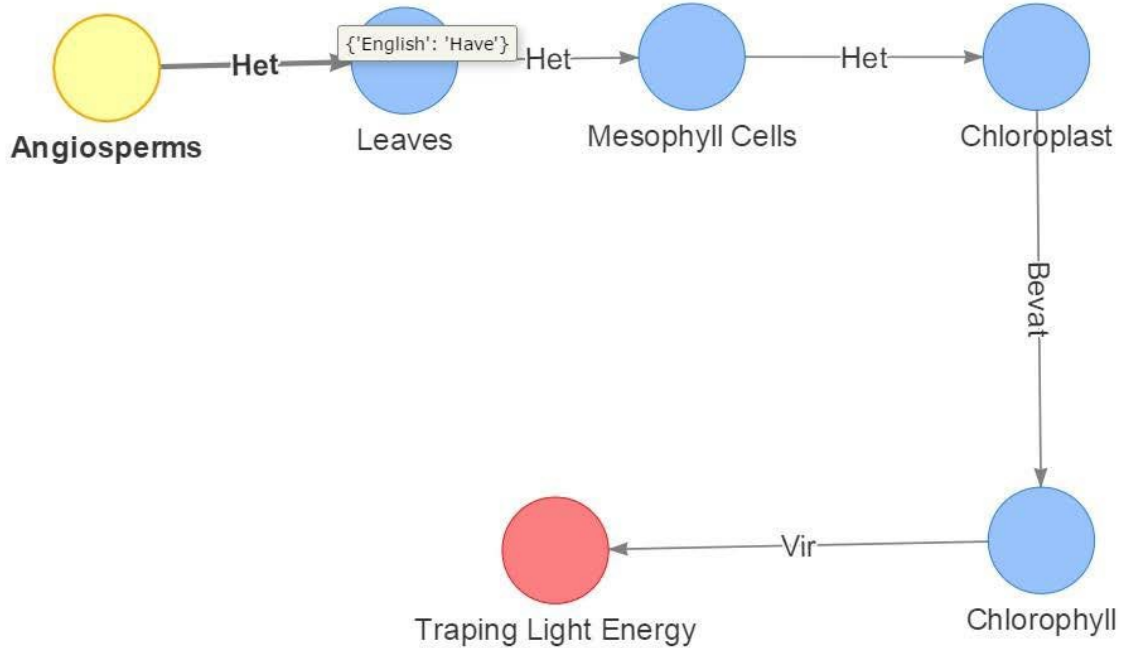 Het
{'English': 'Have'}
Het
Het
Angiosperms
Leaves
Mesophyll Cells
Chloroplast
Bevat
Vir
Traping Light Energy
Chlorophyll